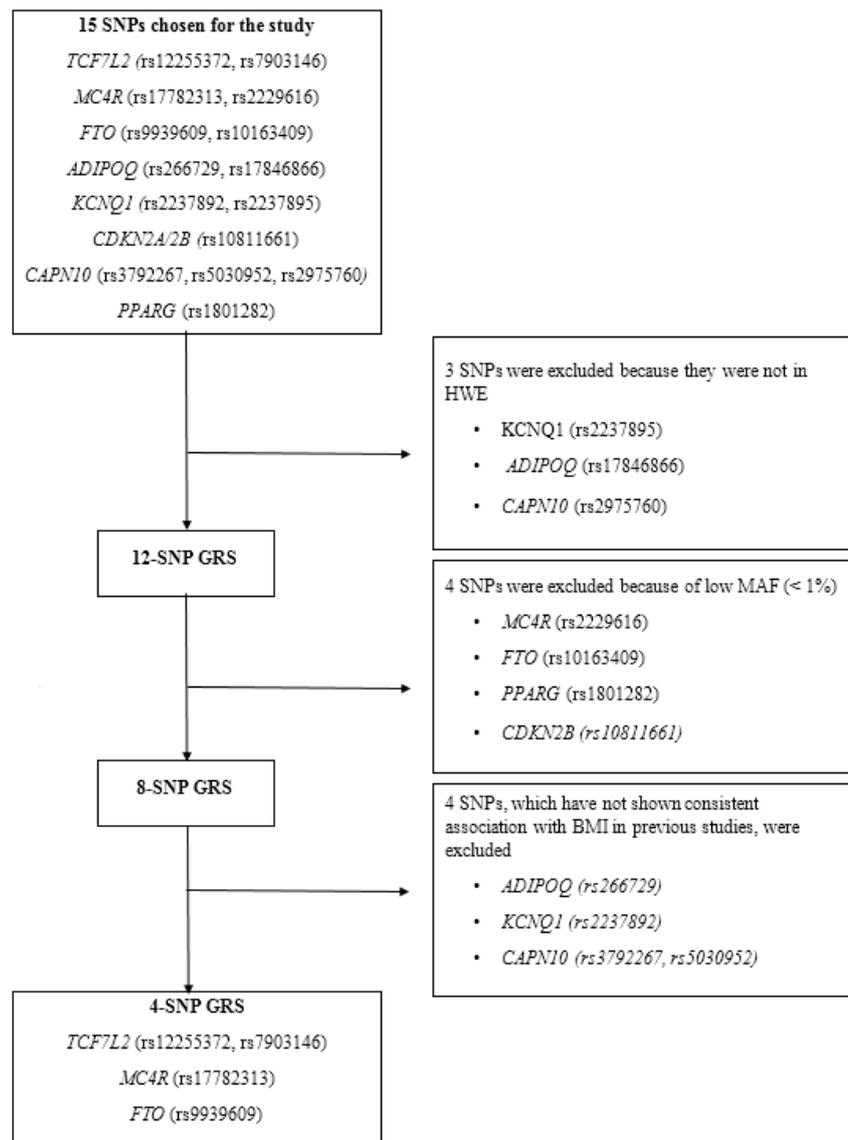 15 SNPs chosen for the study
TCF7L2 (rs12255372, rs7903146)
MC4R (rs17782313, rs2229616)
FTO (rs9939609, rs10163409)
ADIPOQ (rs266729, rs17846866)
KCNQ1 (rs2237892, rs2237895)
CDKN2A/2B (rs10811661)
CAPN10 (rs3792267, rs5030952, rs2975760)
PPARG (rs1801282)
3 SNPs were excluded because they were not in
HWE
• KCNQ1 (rs2237895)
• ADIPOQ (rs17846866)
• CAPN10 (rs2975760)
12-SNP GRS
4 SNPs were excluded because of low MAF (< 1%)
• MC4R (rs2229616)
• FTO (rs10163409)
• PPARG (rs1801282)
• CDKN2B (rs10811661)
8-SNP GRS
4 SNPs, which have not shown consistent
association with BMI in previous studies, were
excluded
• ADIPOQ (rs266729)
• KCNQ1 (rs2237892)
• CAPN10 (rs3792267, rs5030952)
4-SNP GRS
TCF7L2 (rs12255372, rs7903146)
MC4R (rs17782313)
FTO (rs9939609)